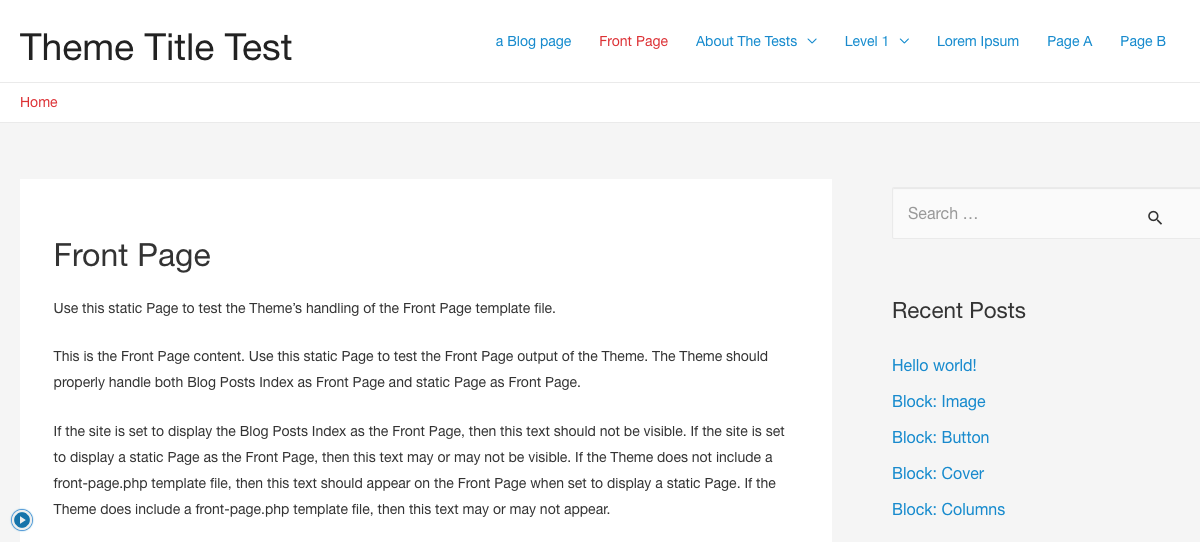 Theme Title Test
a Blog page Front Page About The Tests Level 1 Lorem Ipsum Page A Page B
Home
Search …
Front Page
Use this static Page to test the Theme’s handling of the Front Page template file.
This is the Front Page content. Use this static Page to test the Front Page output of the Theme. The Theme should
properly handle both Blog Posts Index as Front Page and static Page as Front Page.
If the site is set to display the Blog Posts Index as the Front Page, then this text should not be visible. If the site is set
to display a static Page as the Front Page, then this text may or may not be visible. If the Theme does not include a
front-page.php template file, then this text should appear on the Front Page when set to display a static Page. If the
Theme does include a front-page.php template file, then this text may or may not appear.
Recent Posts
Hello world!
Block: Image
Block: Button
Block: Cover
Block: Columns